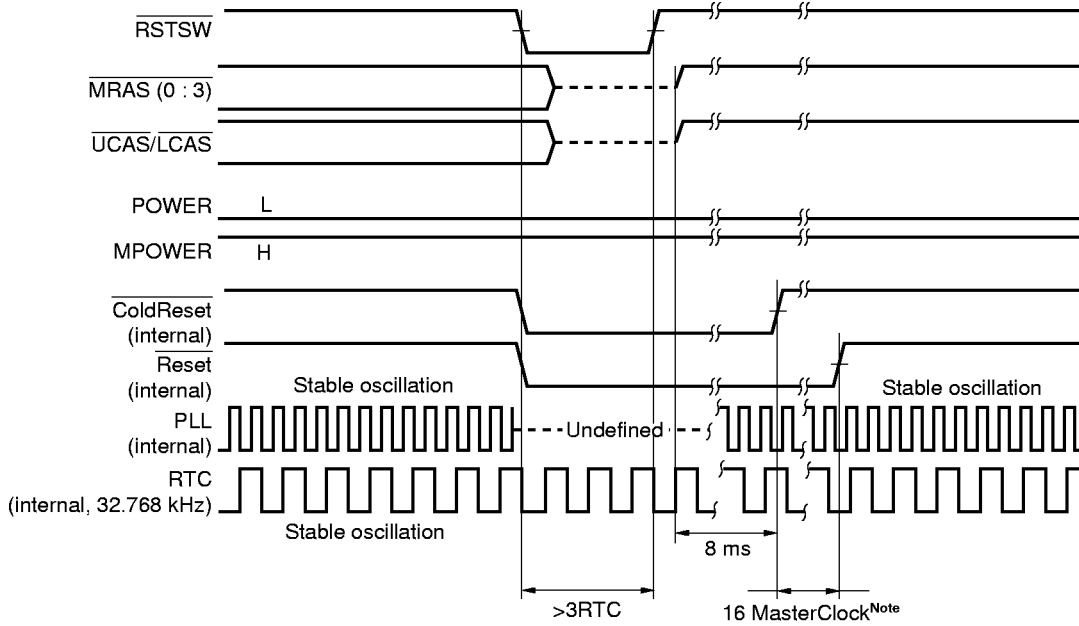 RSTSW
MRAS (0 : 3)
UCAS/LCAS
POWER L
MPOWER H
ColdReset
(internal)
Reset
(internal)
Stable oscillation
Stable oscillation
PLL
(internal)
Undefined
RTC
(internal, 32.768 kHz)
Stable oscillation
8 ms
>3RTC
16 MasterClockNote